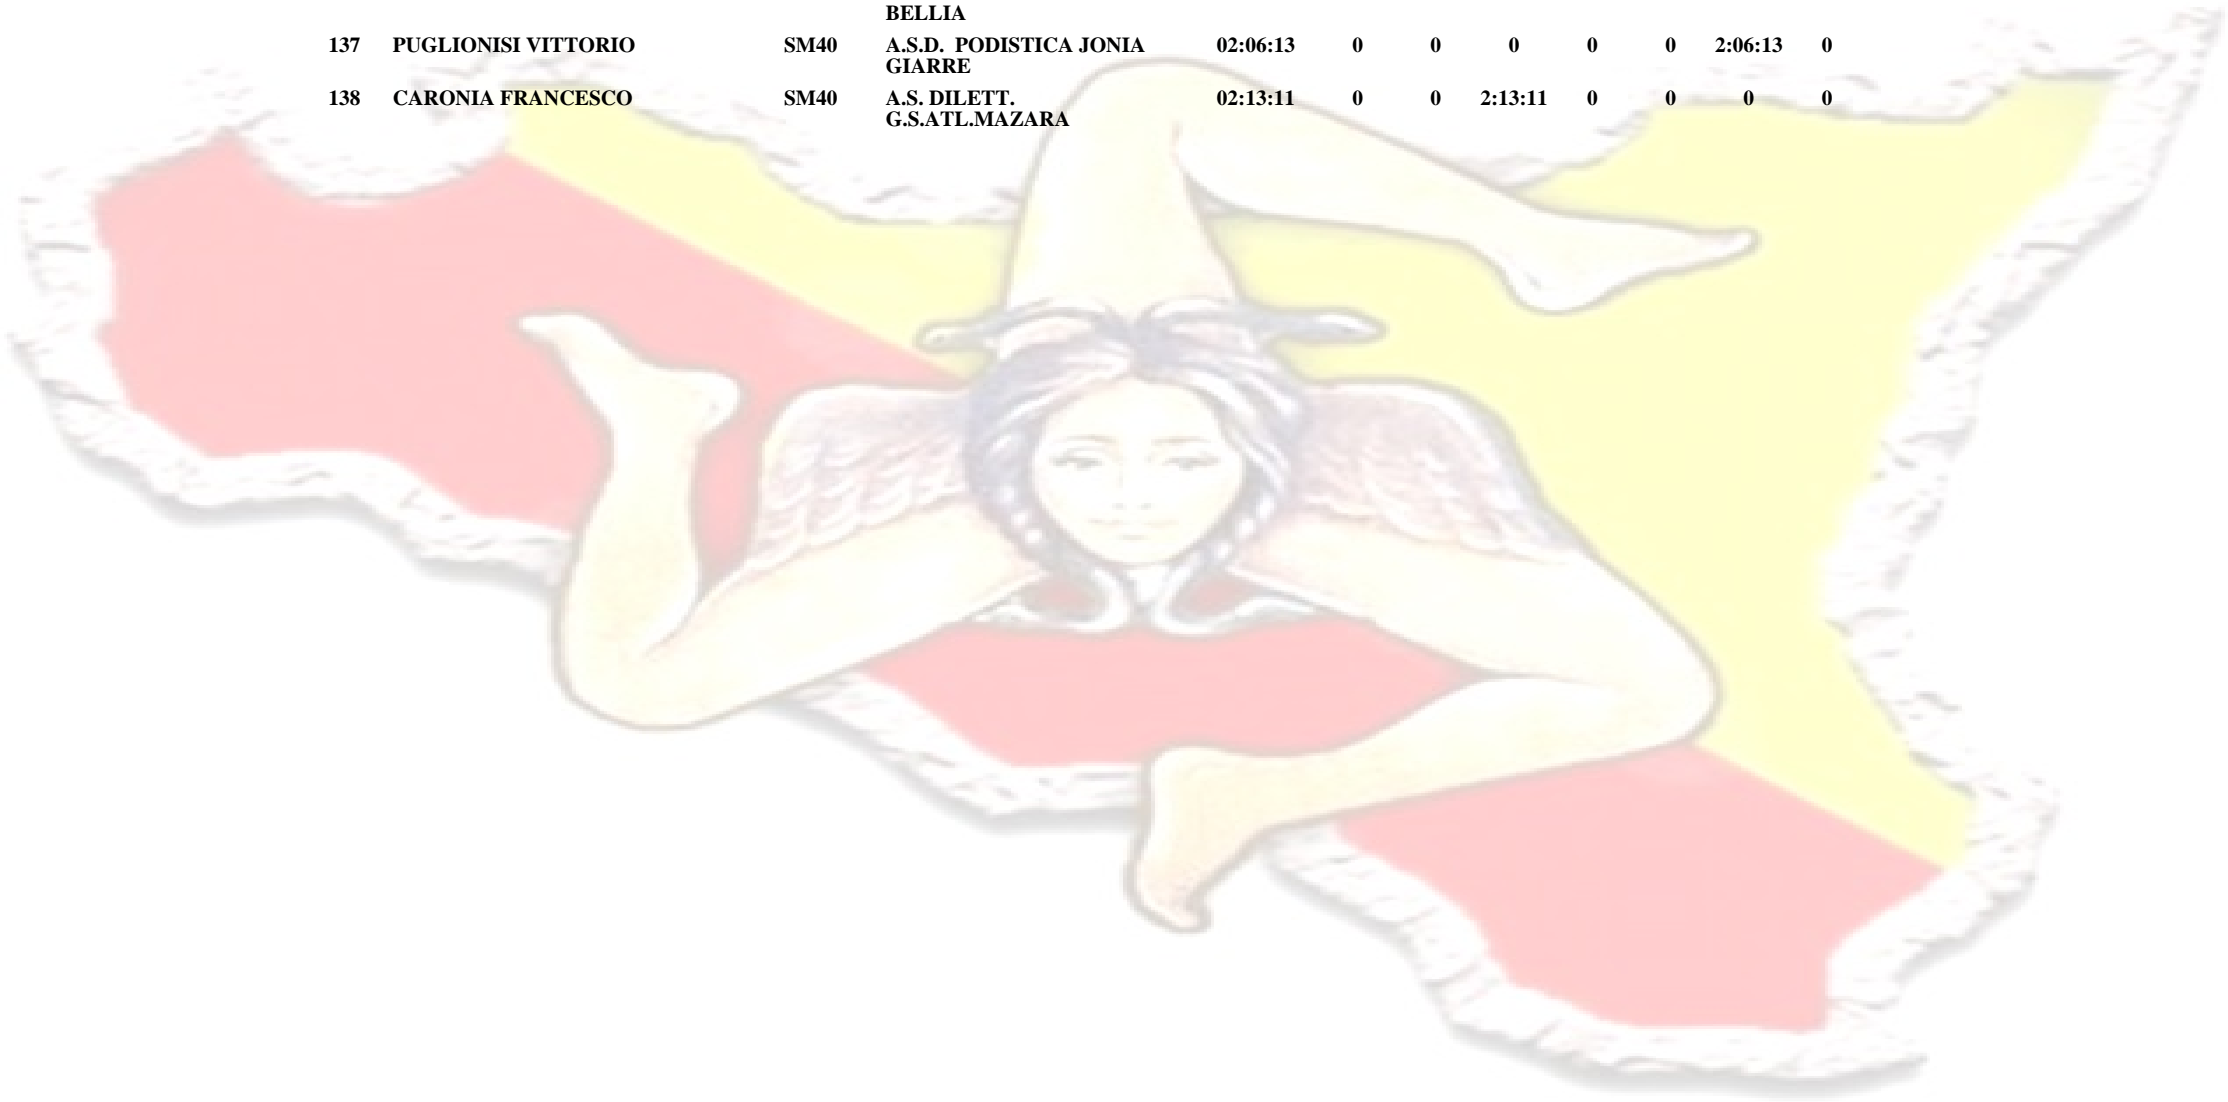 BELLIA
137 PUGLIONISI VITTORIO SM40 A.S.D. PODISTICA JONIA 02:06:13 0 0 0 0 0 2:06:13 0
GIARRE
138 CARONIA FRANCESCO SM40 A.S. DILETT. 02:13:11 0 0 2:13:11 0 0 0 0
G.S.ATL.MAZARA